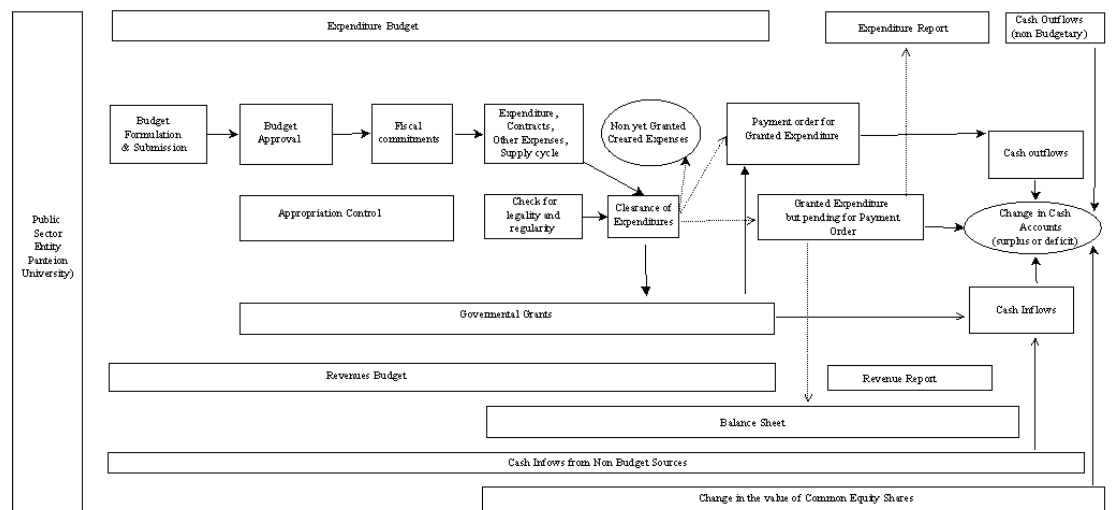 Expenditure Budget
Expenditure Report
Cash Outflows
(non Budgetary)
Budget
Formulation
& Submission
Budget
Approval
Fiscal
commitments
Expenditure,
Contracts,
Other Expenses,
Supply cycle
Non yet Granted
Creared Expenses
Payment order for
Granted Expenditure
Cash outflows
Public
Sector
Entity
Panteion
University)
Appropriation Control
Check for
legality and
regularity
Clearance of
Expenditures
Granted Expenditure
but pending for Payment
Order
Change in Cash
Accounts
(surplus or deficit)
Govermental Grants
Cash Inflows
Revenues Budget
Revenue Report
Balance Sheet
Cash Infows from Non Budget Sources
Change in the value of Common Equity Shares